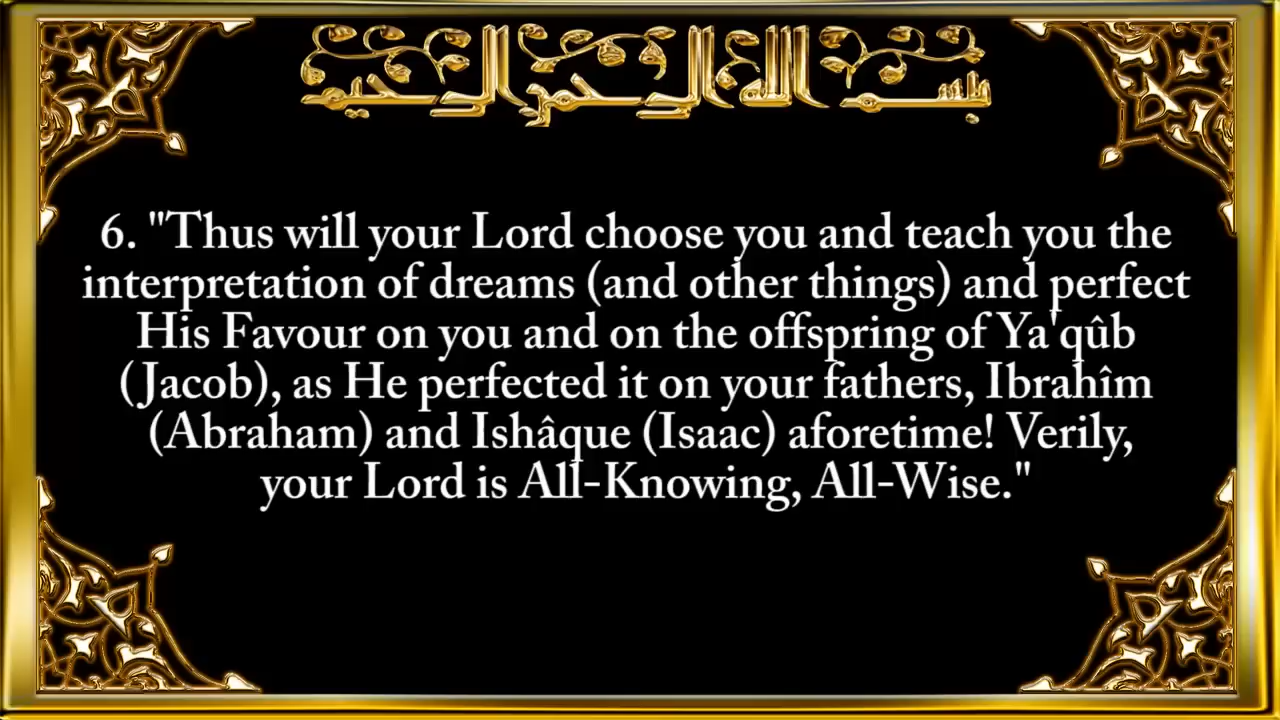 بسم الله الرحمن الرحيم
6. "Thus will your Lord choose you and teach you the
interpretation of dreams (and other things) and perfect
His Favour on you and on the offspring of Ya'qûb
(Jacob), as He perfected it on your fathers, Ibrahîm
(Abraham) and Ishâque (Isaac) aforetime! Verily,
your Lord is All-Knowing, All-Wise."